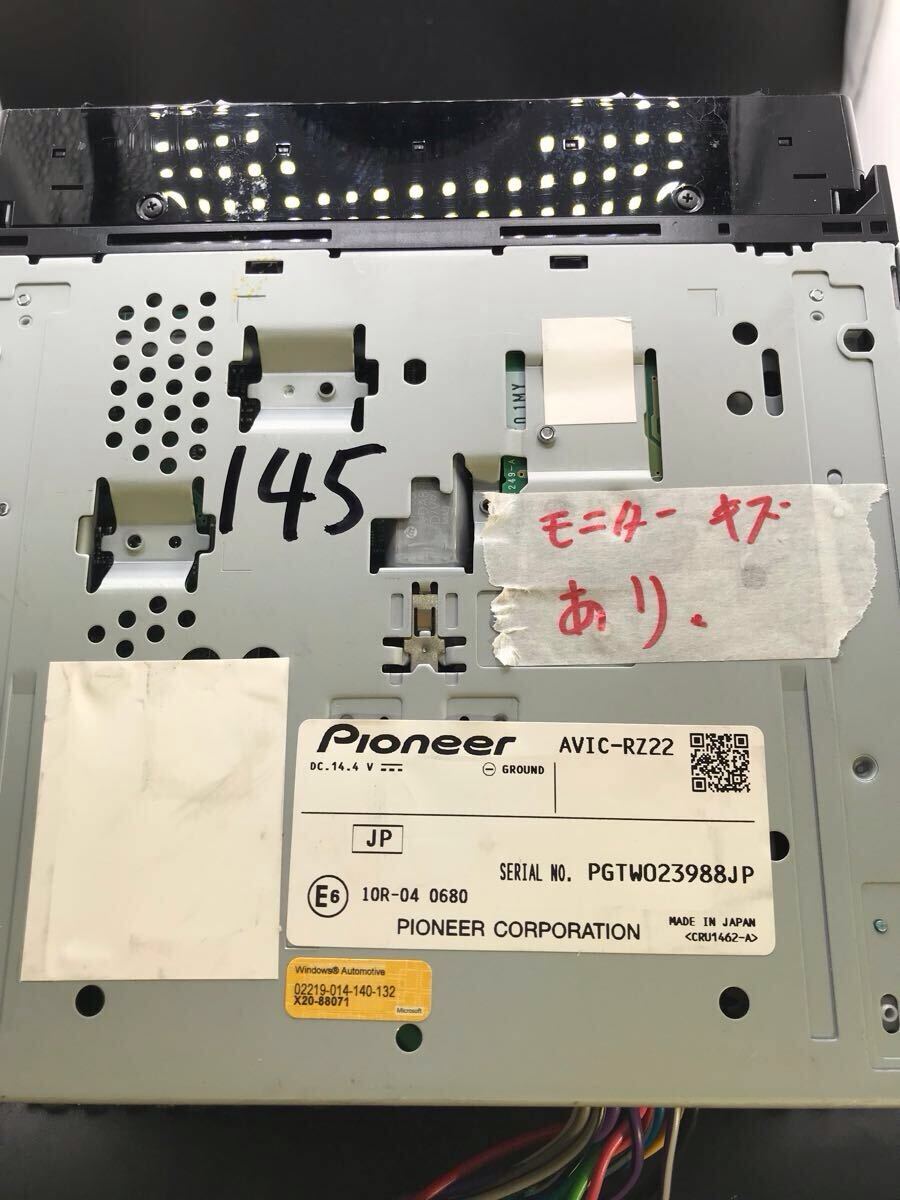 01MY
249-A
145
モニター キズ
あり.
Pioneer
AVIC-RZ22
DC.14.4 V
GROUND
JP
SERIAL NO. PGTW023988JP
E6
10R-04 0680
PIONEER CORPORATION
MADE IN JAPAN
<CRU1462-A>
Windows® Automotive
02219-014-140-132
X20-88071
Microsoft